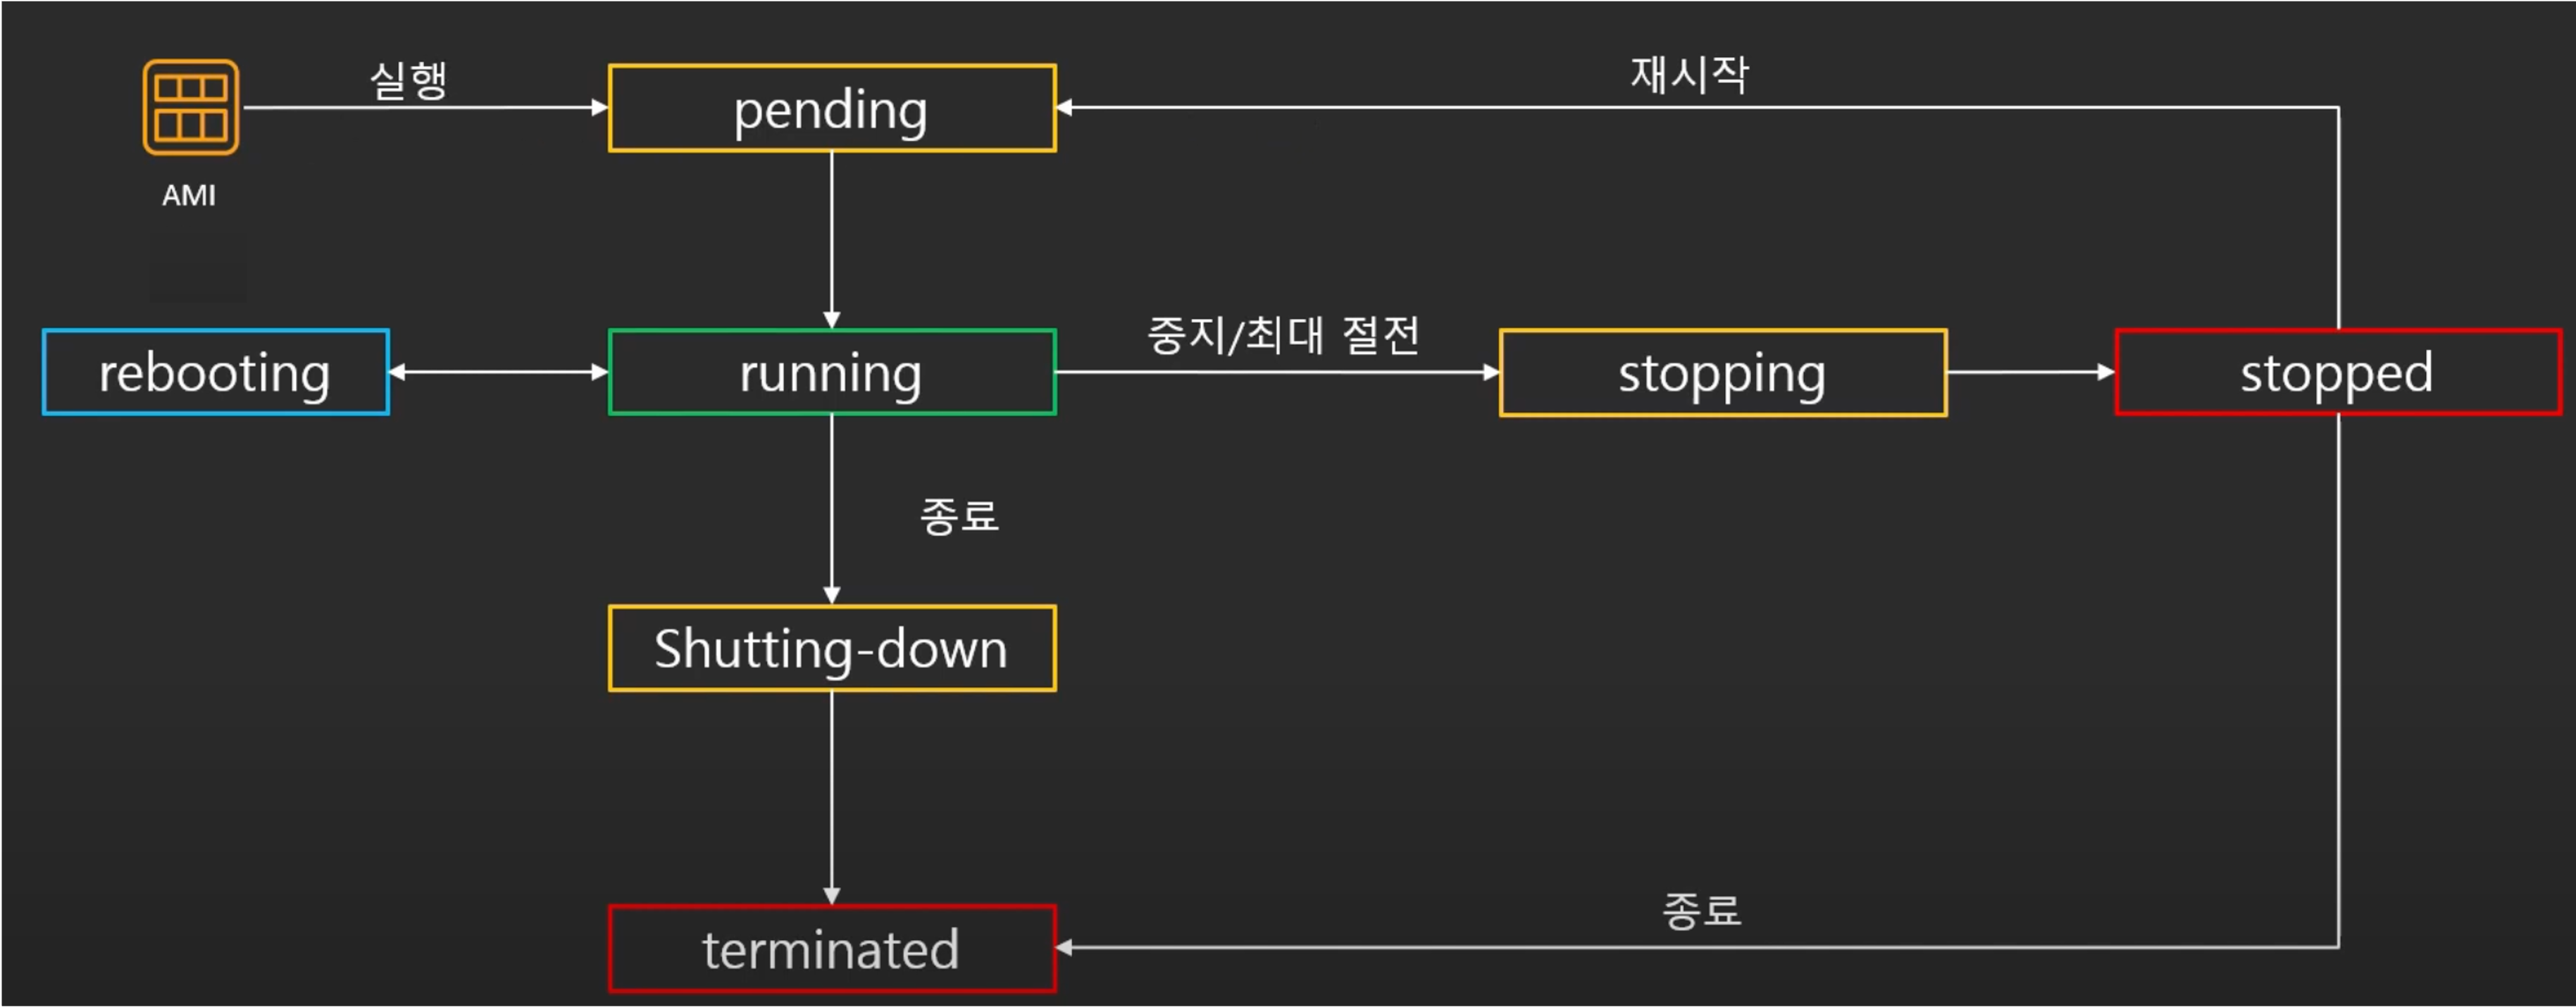 실행
재시작
pending
AMI
중지/최대 절전
rebooting
running
stopping
stopped
종료
Shutting-down
종료
terminated